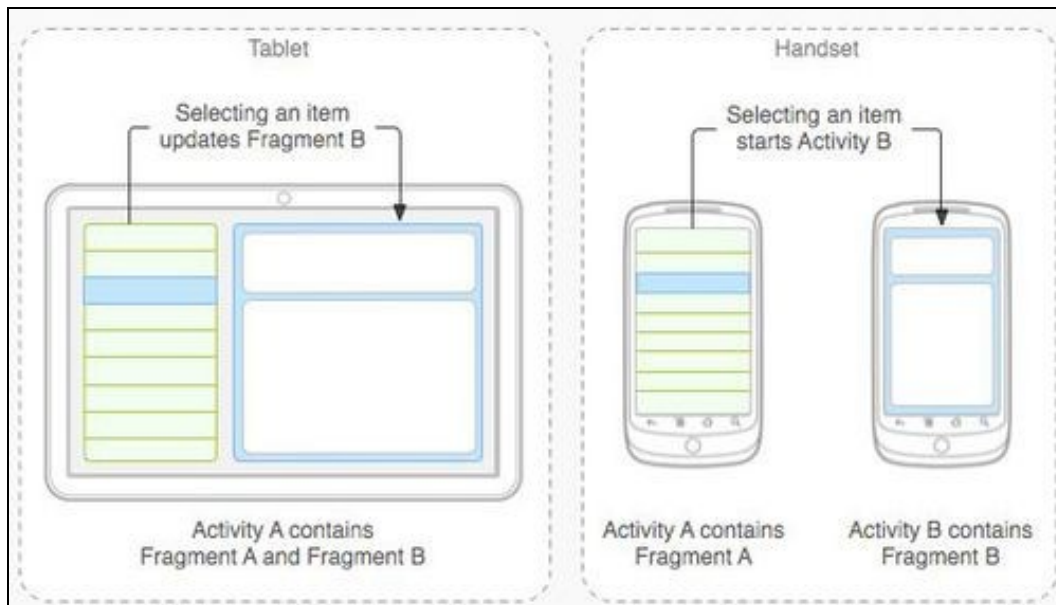 Tablet
Selecting an item
updates Fragment B
Activity A contains
Fragment A and Fragment B
Handset
Selecting an item
starts Activity B
Activity A contains
Fragment A
Activity B contains
Fragment B